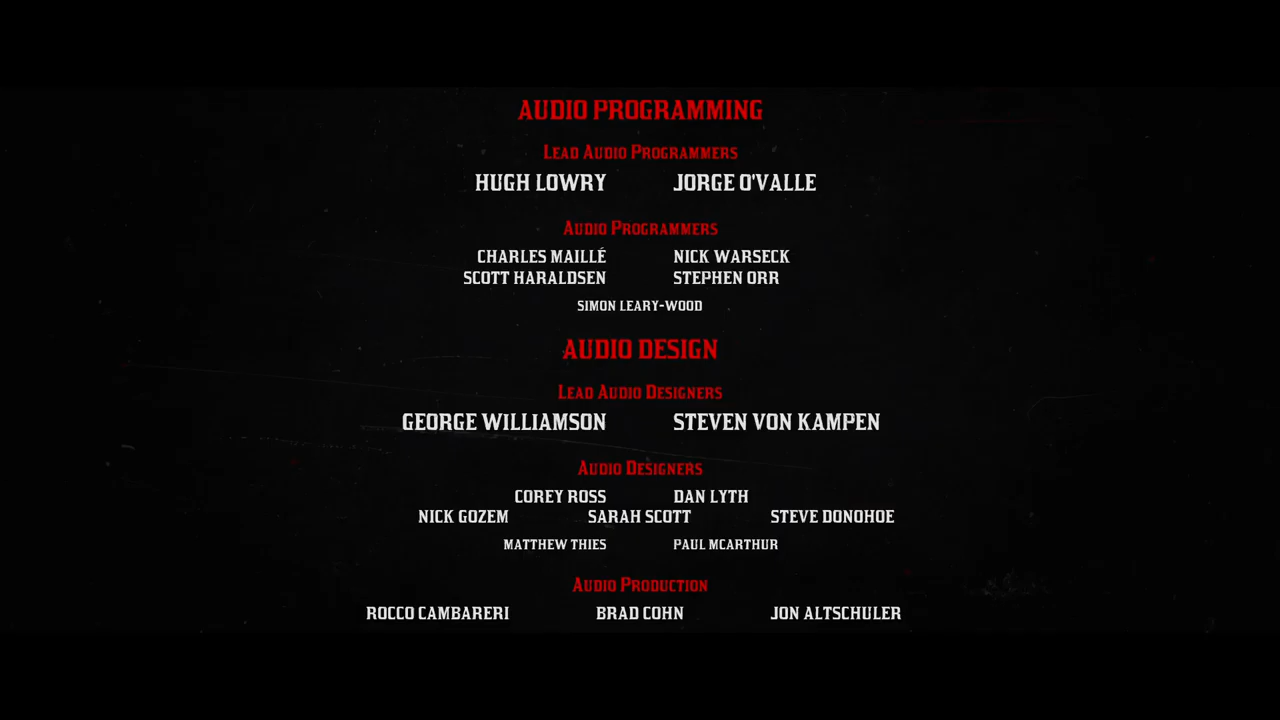 AUDIO PROGRAMMING
LEAD AUDIO PROGRAMMERS
HUGH LOWRY JORGE O'VALLE
AUDIO PROGRAMMERS
CHARLES MAILLÉ NICK WARSECK
SCOTT HARALDSEN STEPHEN ORR
SIMON LEARY-WOOD
AUDIO DESIGN
LEAD AUDIO DESIGNERS
GEORGE WILLIAMSON STEVEN VON KAMPEN
AUDIO DESIGNERS
COREY ROSS DAN LYTH
NICK GOZEM SARAH SCOTT STEVE DONOHOE
MATTHEW THIES PAUL MCARTHUR
AUDIO PRODUCTION
ROCCO CAMBARERI BRAD COHN JON ALTSCHULER